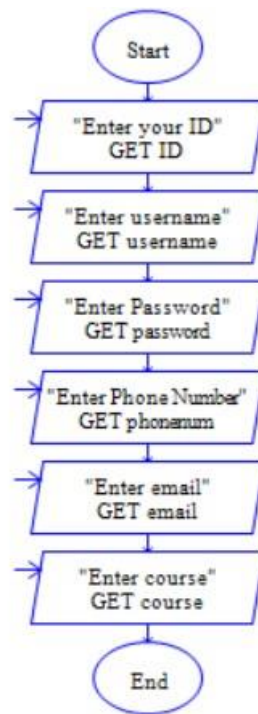 Start
"Enter your ID"
GET ID
"Enter username"
GET username
"Enter Password"
GET password
"Enter Phone Number"
GET phonenum
"Enter email"
GET email
"Enter course"
GET course
End